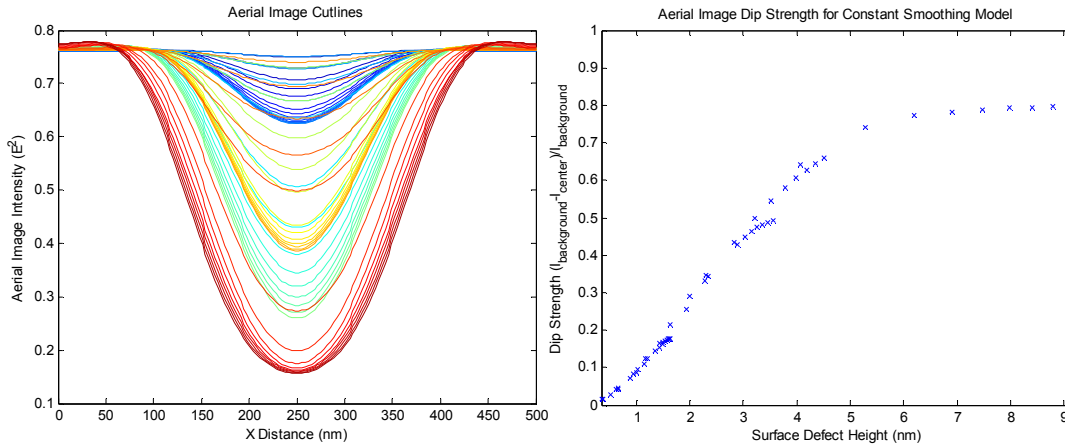 Aerial Image Cutlines
0.8
0.7
0.6
0.5
0.4
0.3
0.2
0.1
Aerial Image Intensity (E²)
0 50 100 150 200 250 300 350 400 450 500
X Distance (nm)
Aerial Image Dip Strength for Constant Smoothing Model
1
0.9
0.8
0.7
0.6
0.5
0.4
0.3
0.2
0.1
0
Dip Strength (I_background-I_center)/I_background
1 2 3 4 5 6 7 8 9
Surface Defect Height (nm)